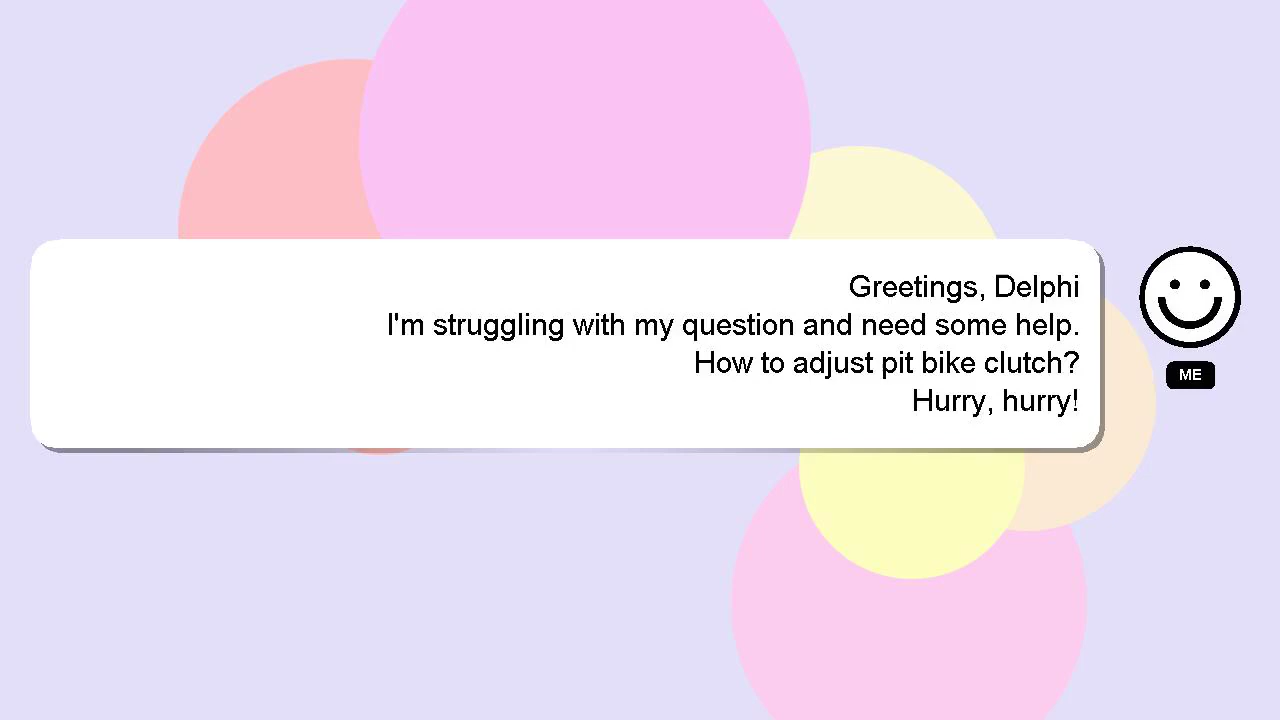 Greetings, Delphi
I'm struggling with my question and need some help.
How to adjust pit bike clutch?
Hurry, hurry!
ME